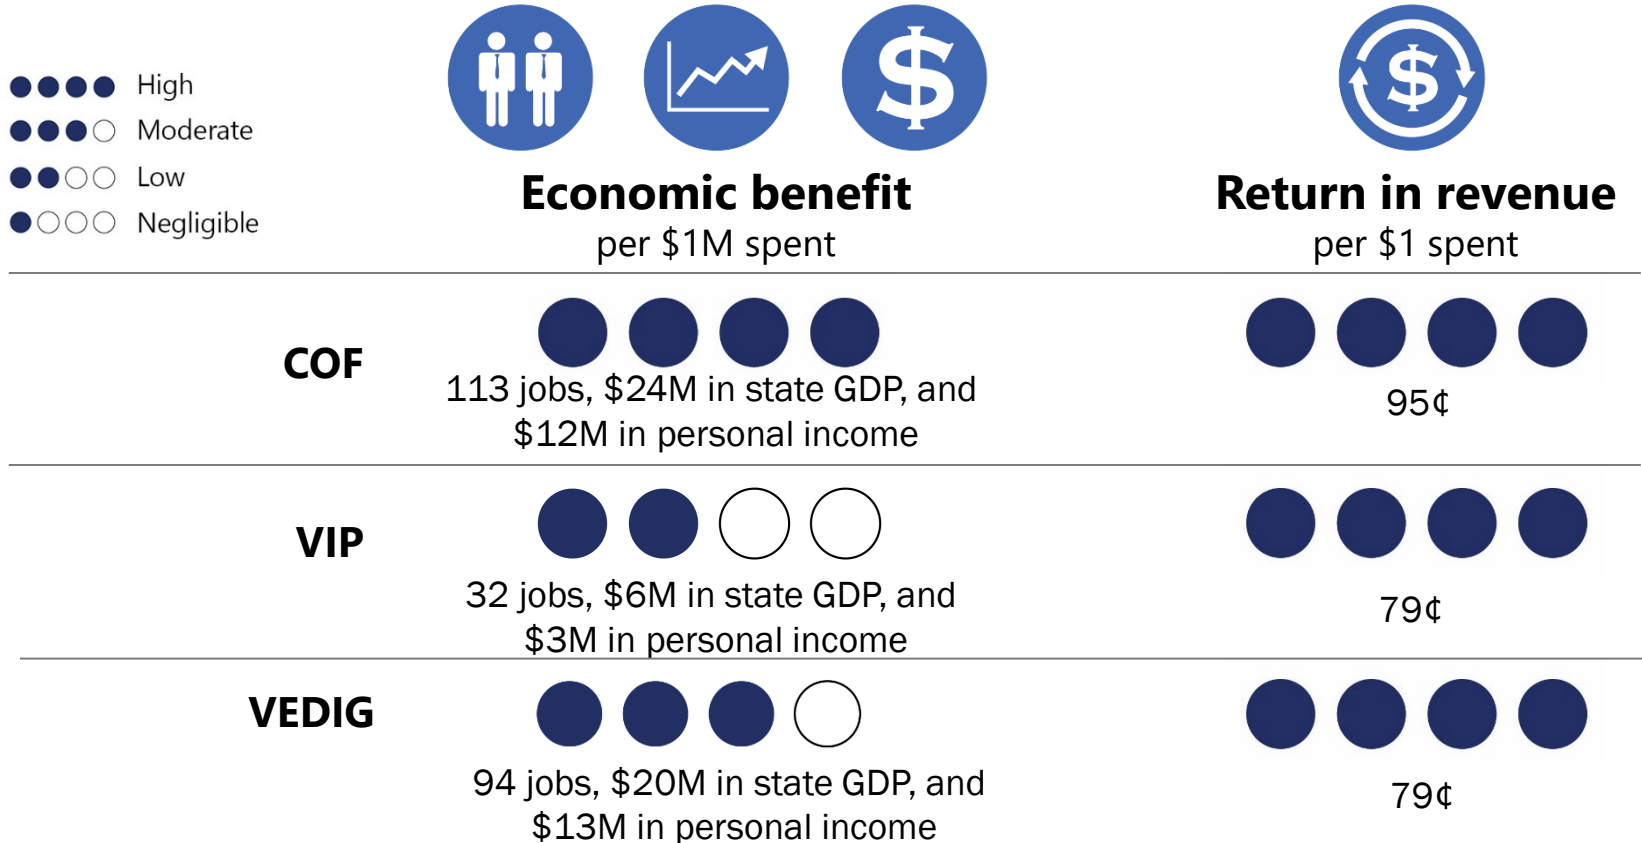 High
Moderate
Low
Negligible
Economic benefit
per $1M spent
Return in revenue
per $1 spent
COF
113 jobs, $24M in state GDP, and
$12M in personal income
95¢
VIP
32 jobs, $6M in state GDP, and
$3M in personal income
79¢
VEDIG
94 jobs, $20M in state GDP, and
$13M in personal income
79¢